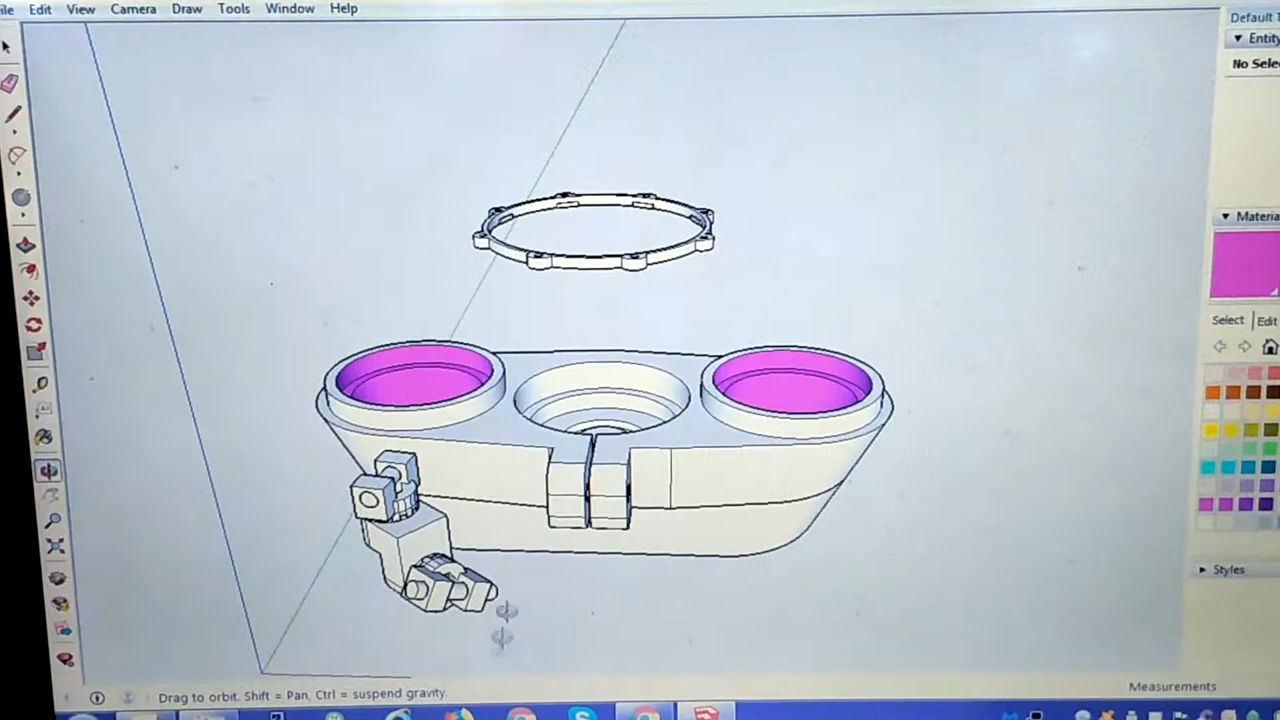 ile Edit View Camera Draw Tools Window Help
Default
Entity
No Selec
Materia
Select Edit
Styles
Drag to orbit. Shift = Pan, Ctrl = suspend gravity.
Measurements